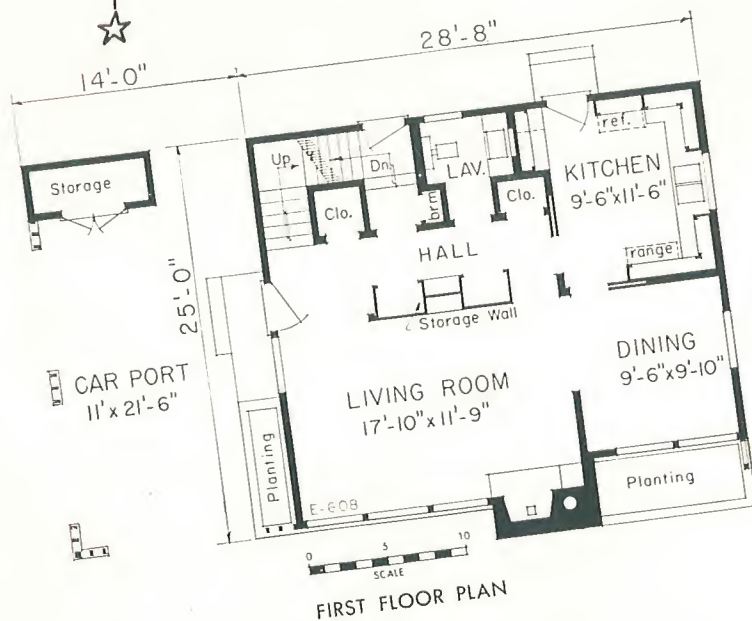 28'-8"
14'-0"
Storage
25'-0"
Up
Dn.
Clo.
brm
LAV.
Clo.
ref.
KITCHEN
9'-6"x11'-6"
range
HALL
Storage Wall
CAR PORT
11' x 21'-6"
LIVING ROOM
17'-10"x11'-9"
DINING
9'-6"x9'-10"
Planting
Planting
E-608
0 5 10
SCALE
FIRST FLOOR PLAN